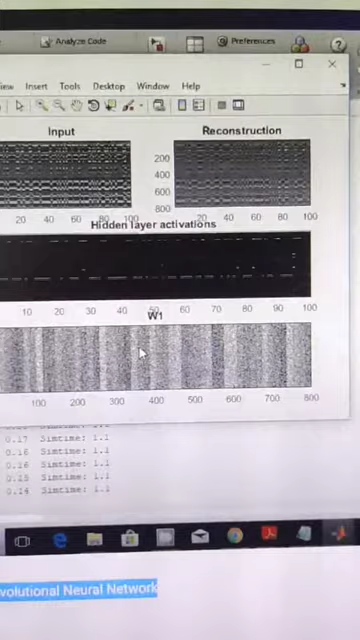 Analyze Code Preferences
iew Insert Tools Desktop Window Help
Input Reconstruction
200
400
600
800
20 40 60 80 100 20 40 60 80 100
Hidden layer activations
10 20 30 40 50 60 70 80 90 100
W1
100 200 300 400 500 600 700 800
0.17 Simtime: 1.1
0.16 Simtime: 1.1
0.16 Simtime: 1.1
0.15 Simtime: 1.1
0.14 Simtime: 1.1
volutional Neural Network